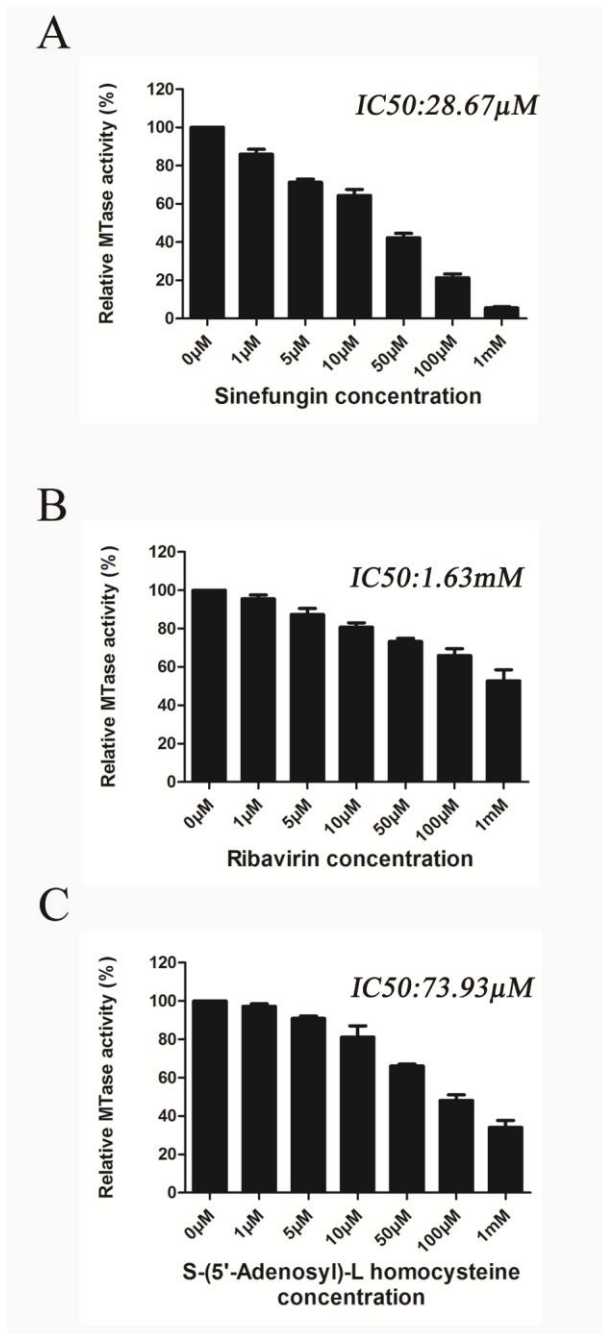 A
IC50:28.67µM
Relative MTase activity (%)
120
100
80
60
40
20
0
0µM 1µM 5µM 10µM 50µM 100µM 1mM
Sinefungin concentration
B
IC50:1.63mM
Relative MTase activity (%)
120
100
80
60
40
20
0
0µM 1µM 5µM 10µM 50µM 100µM 1mM
Ribavirin concentration
C
IC50:73.93µM
Relative MTase activity (%)
120
100
80
60
40
20
0
0µM 1µM 5µM 10µM 50µM 100µM 1mM
S-(5'-Adenosyl)-L homocysteine
concentration